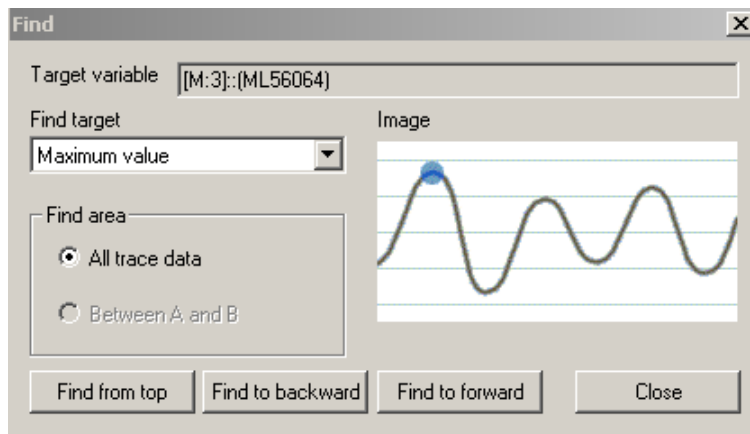 Find
Target variable [M:3]::(ML56064)
Find target
Image
Maximum value
Find area
All trace data
Between A and B
Find from top
Find to backward
Find to forward
Close